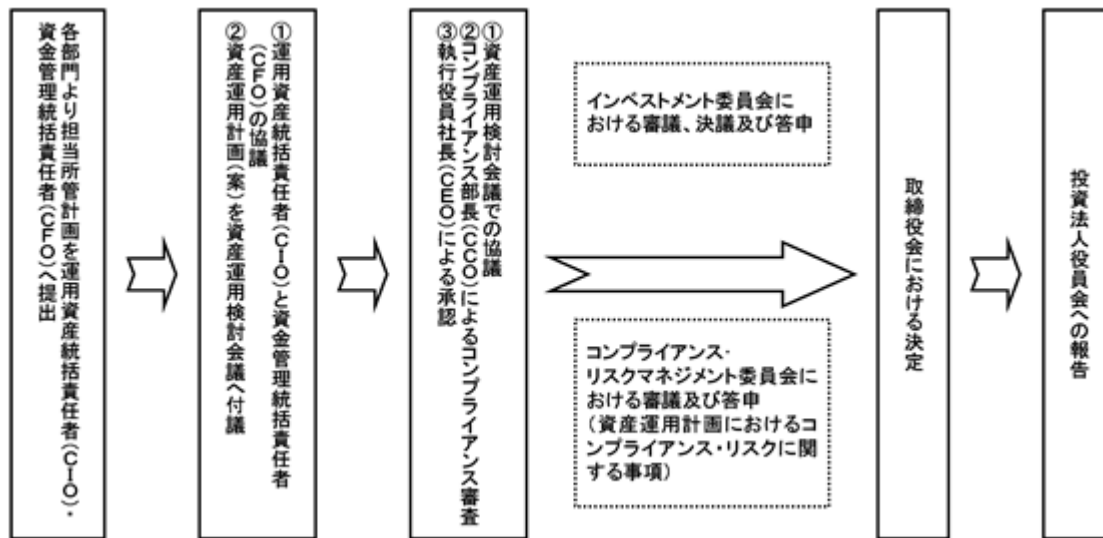 各部門より担当所管計画を運用資産統括責任者(CIO)・
資金管理統括責任者(CFO)へ提出
①運用資産統括責任者(CIO)と資金管理統括責任者
(CFO)の協議
②資産運用計画(案)を資産運用検討会議へ付議
①資産運用検討会議での協議
②コンプライアンス部長(CCO)によるコンプライアンス審査
③執行役員社長(CEO)による承認
インベストメント委員会に
おける審議、決議及び答申
コンプライアンス・
リスクマネジメント委員会に
おける審議及び答申
(資産運用計画におけるコ
ンプライアンス・リスクに関
する事項)
取締役会における決定
投資法人役員会への報告